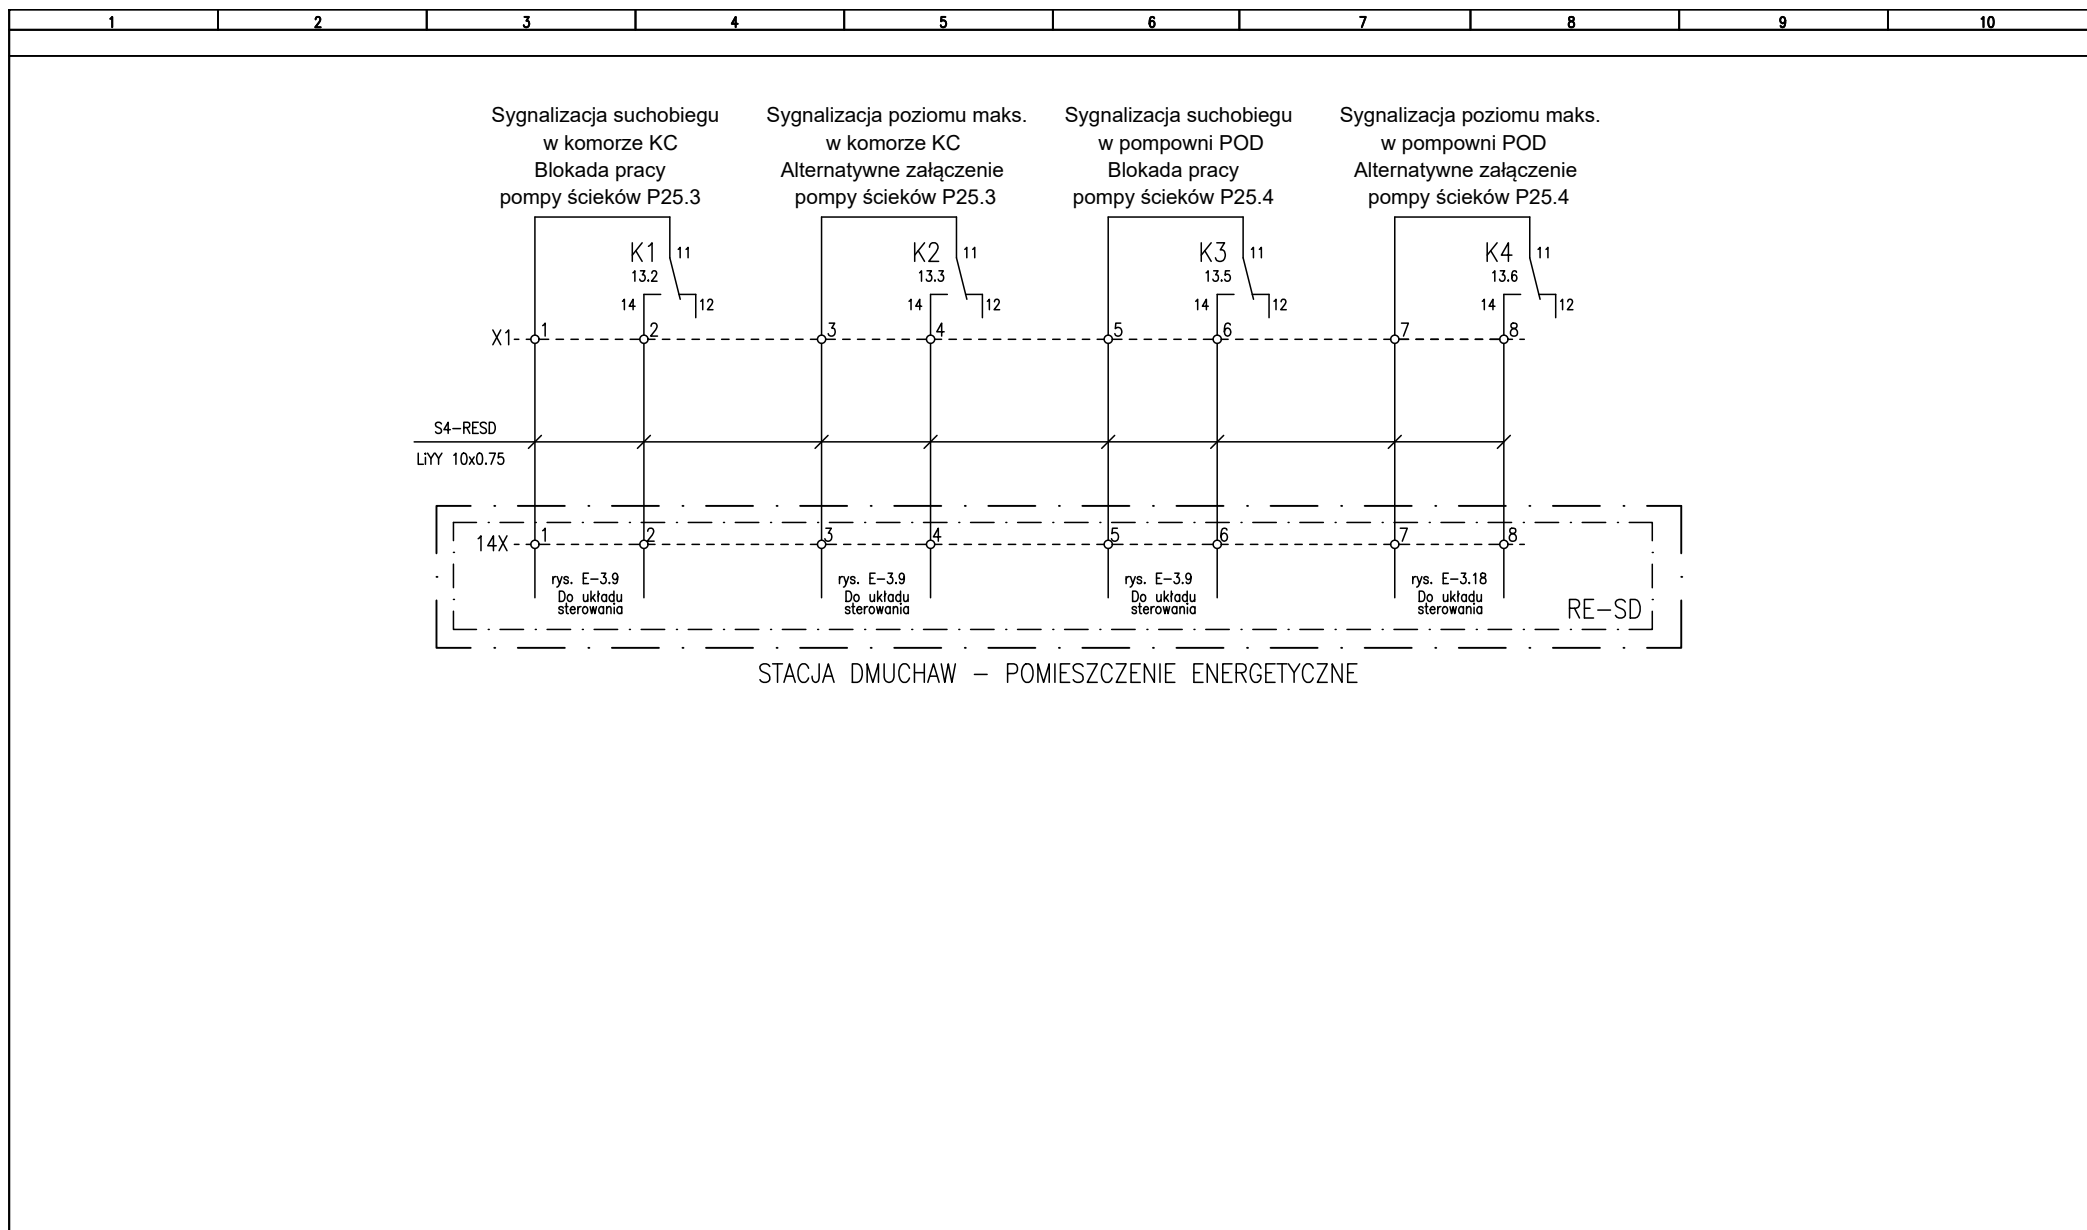 1 2 3 4 5 6 7 8 9 10
Sygnalizacja suchobiegu
w komorze KC
Blokada pracy
pompy ścieków P25.3
Sygnalizacja poziomu maks.
w komorze KC
Alternatywne załączenie
pompy ścieków P25.3
Sygnalizacja suchobiegu
w pompowni POD
Blokada pracy
pompy ścieków P25.4
Sygnalizacja poziomu maks.
w pompowni POD
Alternatywne załączenie
pompy ścieków P25.4
K1 11
13.2
14 12
K2 11
13.3
14 12
K3 11
13.5
14 12
K4 11
13.6
14 12
X1 1 2 3 4 5 6 7 8
S4-RESD
LiYY 10x0.75
14X 1 2 3 4 5 6 7 8
rys. E-3.9
Do układu
sterowania
rys. E-3.9
Do układu
sterowania
rys. E-3.9
Do układu
sterowania
rys. E-3.18
Do układu
sterowania
RE-SD
STACJA DMUCHAW - POMIESZCZENIE ENERGETYCZNE